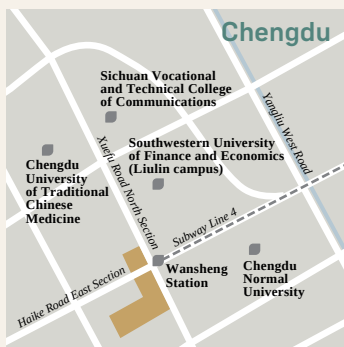 Chengdu
Sichuan Vocational
and Technical College
of Communications
Yangliu West Road
Xuefu Road North Section
Southwestern University
of Finance and Economics
(Liulin campus)
Chengdu
University
of Traditional
Chinese
Medicine
Subway Line 4
Wansheng
Station
Chengdu
Normal
University
Haike Road East Section